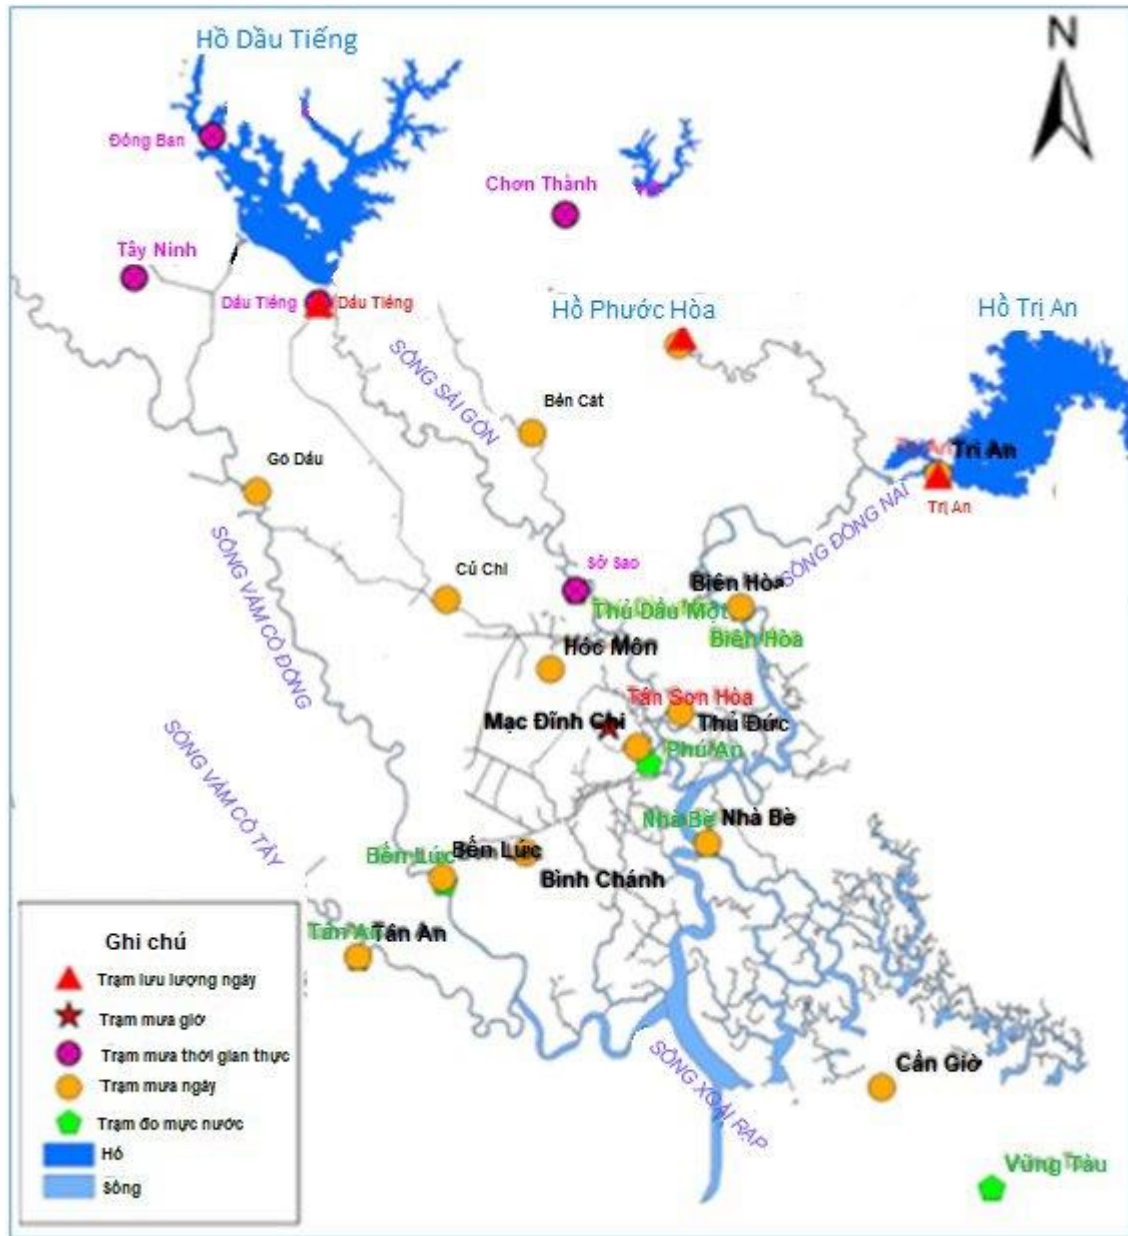 Hồ Dầu Tiếng
N
Đồng Ban
Chơn Thành
Tây Ninh
Dầu Tiếng
Dầu Tiếng
Hồ Phước Hòa
Hồ Trị An
SÔNG SÀI GÒN
Bến Cát
Gò Dầu
Trị An
Trị An
SÔNG ĐỒNG NAI
SÔNG VÀM CỎ ĐÔNG
Củ Chi
Sở Sao
Thủ Dầu Một
Biên Hòa
Biên Hòa
Hóc Môn
Tân Sơn Hòa
Mạc Đĩnh Chi
Thủ Đức
Phú An
SÔNG VÀM CỎ TÂY
Nhà Bè
Nhà Bè
Bến Lức
Bến Lức
Bình Chánh
Tân An
Tân An
SÔNG XOÀI RẠP
Cần Giờ
Vũng Tàu
Ghi chú
Trạm lưu lượng ngày
Trạm mưa giờ
Trạm mưa thời gian thực
Trạm mưa ngày
Trạm đo mực nước
Hồ
Sông